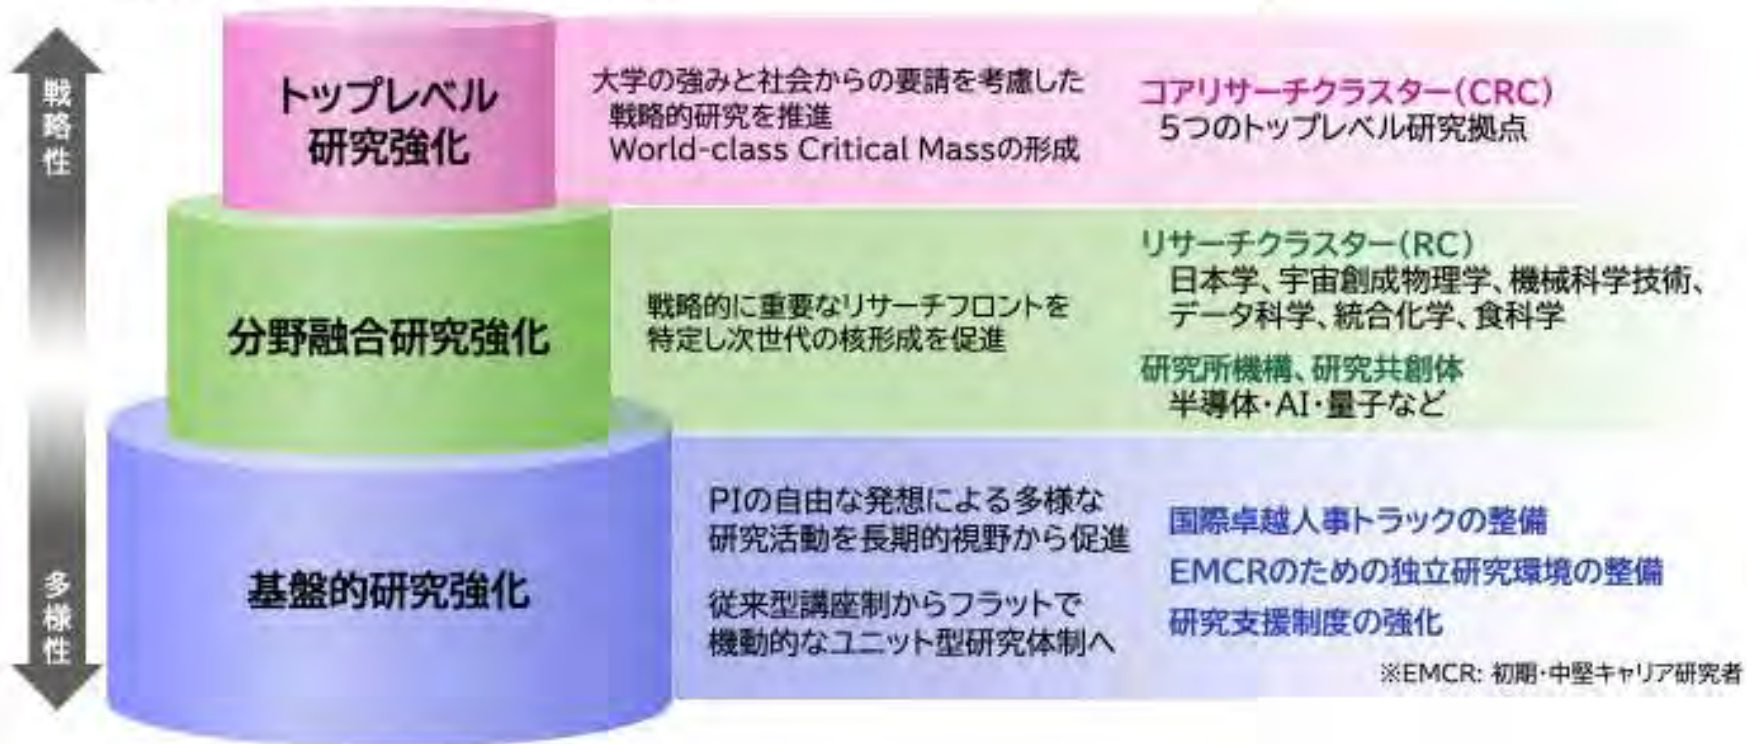 戦略性
トップレベル
研究強化
大学の強みと社会からの要請を考慮した
戦略的研究を推進
World-class Critical Massの形成
コアリサーチクラスター(CRC)
5つのトップレベル研究拠点
分野融合研究強化
戦略的に重要なリサーチフロントを
特定し次世代の核形成を促進
リサーチクラスター(RC)
日本学、宇宙創成物理学、機械科学技術、
データ科学、統合化学、食科学
研究所機構、研究共創体
半導体・AI・量子など
多様性
基盤的研究強化
PIの自由な発想による多様な
研究活動を長期的視野から促進
従来型講座制からフラットで
機動的なユニット型研究体制へ
国際卓越人事トラックの整備
EMCRのための独立研究環境の整備
研究支援制度の強化
※EMCR: 初期・中堅キャリア研究者